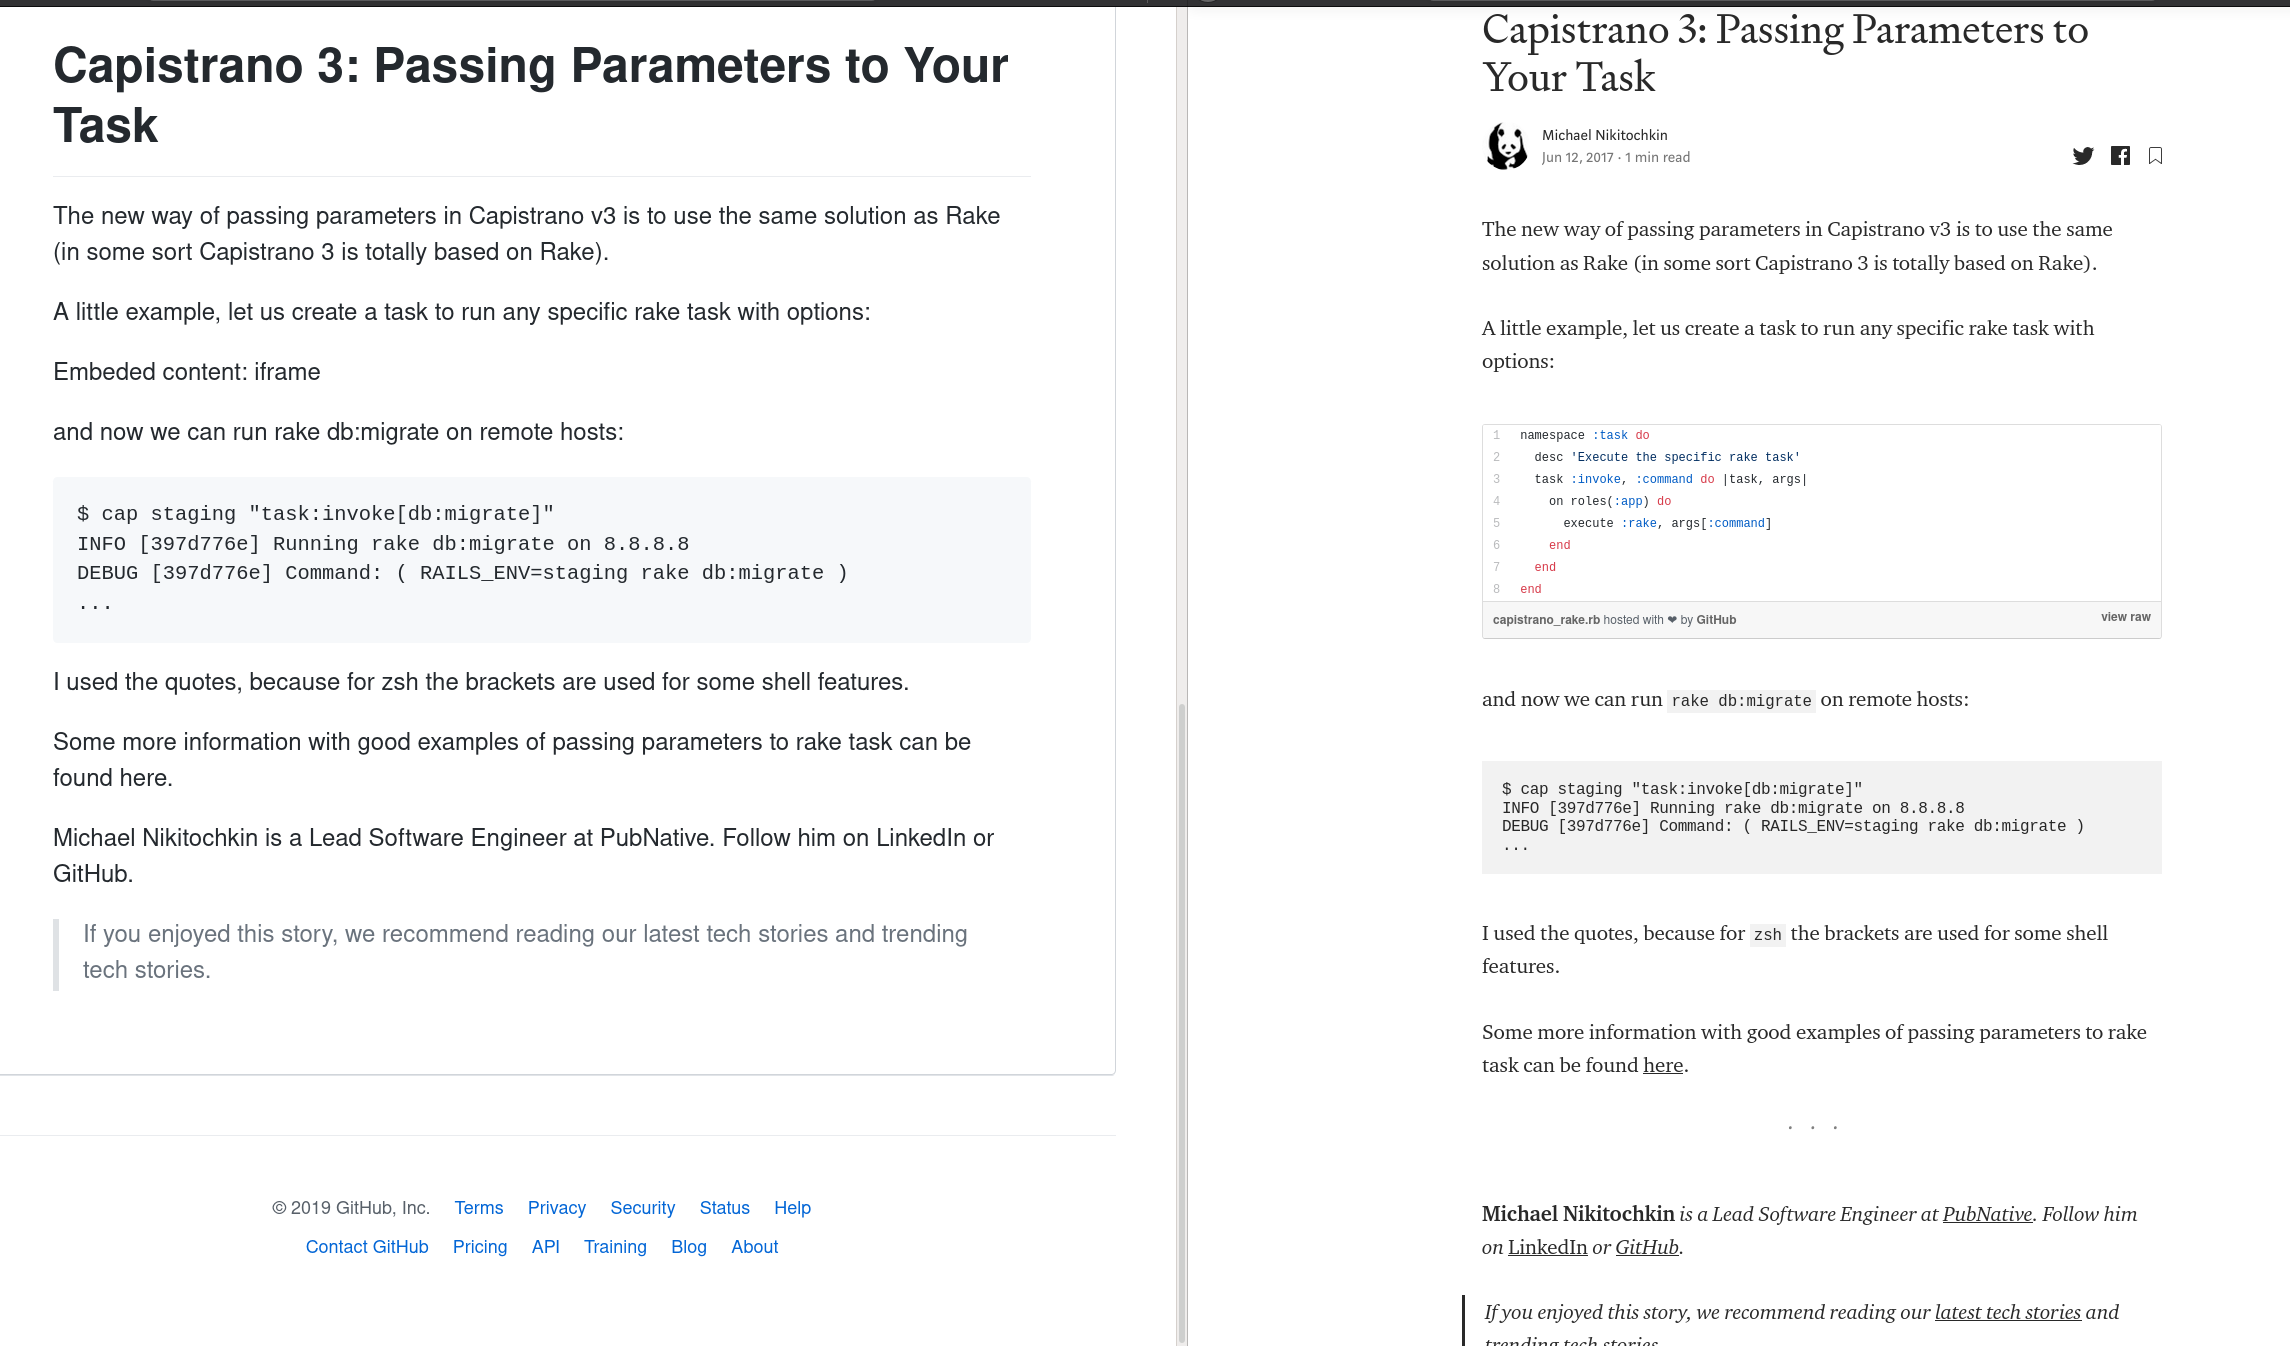 Capistrano 3: Passing Parameters to Your
Task
The new way of passing parameters in Capistrano v3 is to use the same solution as Rake
(in some sort Capistrano 3 is totally based on Rake).
A little example, let us create a task to run any specific rake task with options:
Embeded content: iframe
and now we can run rake db:migrate on remote hosts:
$ cap staging "task:invoke[db:migrate]"
INFO [397d776e] Running rake db:migrate on 8.8.8.8
DEBUG [397d776e] Command: ( RAILS_ENV=staging rake db:migrate )
...
I used the quotes, because for zsh the brackets are used for some shell features.
Some more information with good examples of passing parameters to rake task can be
found here.
Michael Nikitochkin is a Lead Software Engineer at PubNative. Follow him on LinkedIn or
GitHub.
If you enjoyed this story, we recommend reading our latest tech stories and trending
tech stories.
© 2019 GitHub, Inc. Terms Privacy Security Status Help
Contact GitHub Pricing API Training Blog About
Capistrano 3: Passing Parameters to
Your Task
Michael Nikitochkin
Jun 12, 2017 · 1 min read
The new way of passing parameters in Capistrano v3 is to use the same
solution as Rake (in some sort Capistrano 3 is totally based on Rake).
A little example, let us create a task to run any specific rake task with
options:
1 namespace :task do
2 desc 'Execute the specific rake task'
3 task :invoke, :command do |task, args|
4 on roles(:app) do
5 execute :rake, args[:command]
6 end
7 end
8 end
capistrano_rake.rb hosted with ❤ by GitHub view raw
and now we can run rake db:migrate on remote hosts:
$ cap staging "task:invoke[db:migrate]"
INFO [397d776e] Running rake db:migrate on 8.8.8.8
DEBUG [397d776e] Command: ( RAILS_ENV=staging rake db:migrate )
...
I used the quotes, because for zsh the brackets are used for some shell
features.
Some more information with good examples of passing parameters to rake
task can be found here.
. . .
Michael Nikitochkin is a Lead Software Engineer at PubNative. Follow him
on LinkedIn or GitHub.
If you enjoyed this story, we recommend reading our latest tech stories and
trending tech stories.